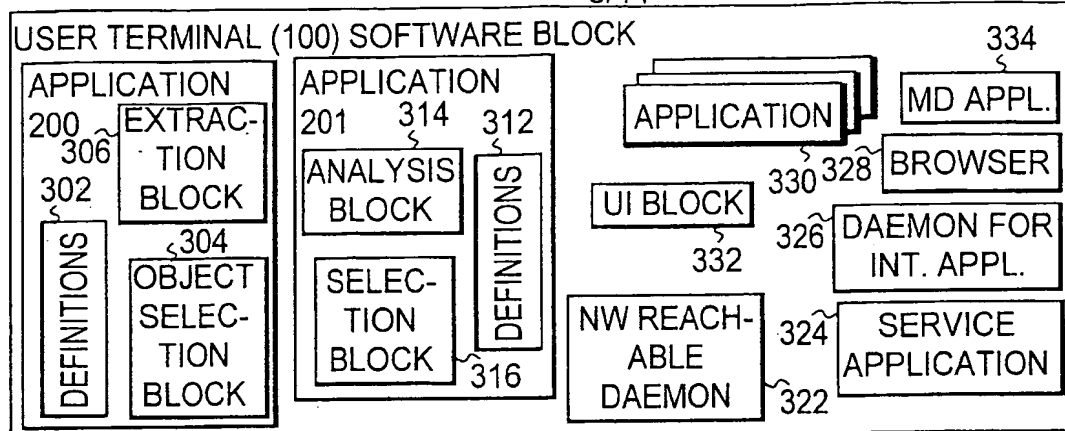 USER TERMINAL (100) SOFTWARE BLOCK
APPLICATION
200
306
EXTRAC-
TION
BLOCK
302
DEFINITIONS
304
OBJECT
SELEC-
TION
BLOCK
APPLICATION
201
314
ANALYSIS
BLOCK
312
DEFINITIONS
SELEC-
TION
BLOCK
316
APPLICATION
330
334
MD APPL.
328
BROWSER
UI BLOCK
332
326
DAEMON FOR
INT. APPL.
NW REACH-
ABLE
DAEMON
322
324
SERVICE
APPLICATION